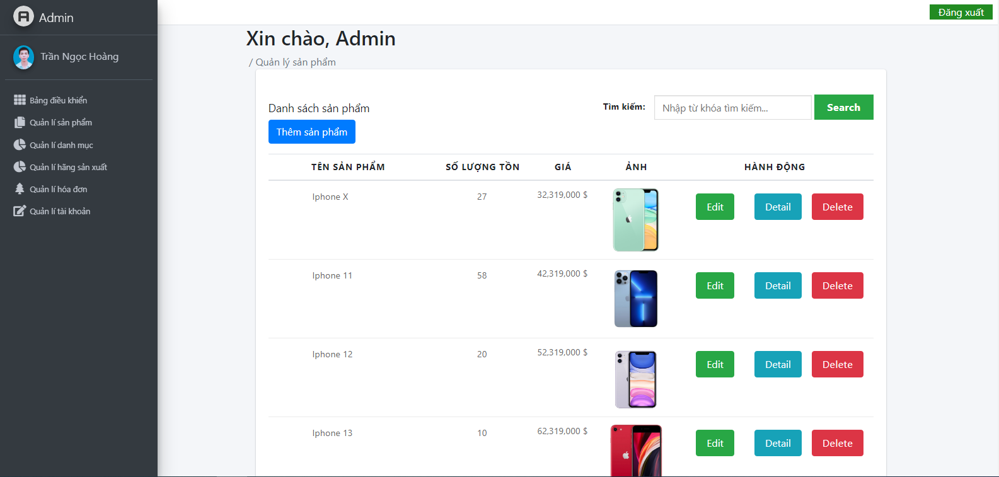 Admin
Đăng xuất
Trần Ngọc Hoàng
Bảng điều khiển
Quản lí sản phẩm
Quản lí danh mục
Quản lí hãng sản xuất
Quản lí hóa đơn
Quản lí tài khoản
Xin chào, Admin
/ Quản lý sản phẩm
Danh sách sản phẩm
Tìm kiếm: Nhập từ khóa tìm kiếm... Search
Thêm sản phẩm
TÊN SẢN PHẨM SỐ LƯỢNG TỒN GIÁ ẢNH HÀNH ĐỘNG
Iphone X 27 32,319,000 $ Edit Detail Delete
Iphone 11 58 42,319,000 $ Edit Detail Delete
Iphone 12 20 52,319,000 $ Edit Detail Delete
Iphone 13 10 62,319,000 $ Edit Detail Delete